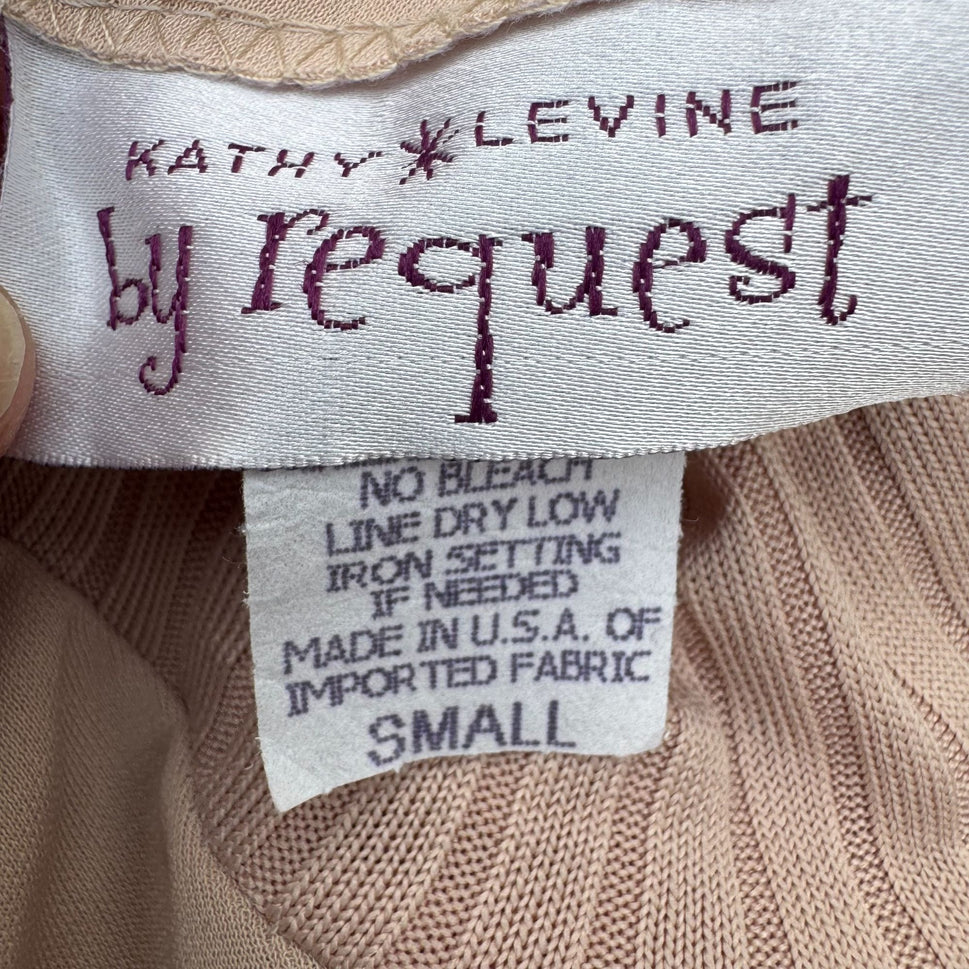 KATHY*LEVINE
by request
NO BLEACH
LINE DRY LOW
IRON SETTING
IF NEEDED
MADE IN U.S.A. OF
IMPORTED FABRIC
SMALL